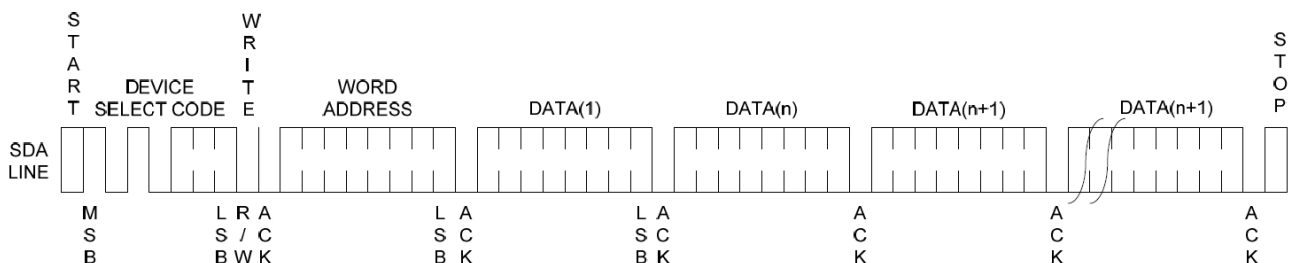 START
WRITE
STOP
DEVICE
SELECT CODE
WORD
ADDRESS
DATA(1)
DATA(n)
DATA(n+1)
DATA(n+1)
SDA
LINE
MSB
LSB
R/W
ACK
LSB
ACK
LSB
ACK
ACK
ACK
ACK